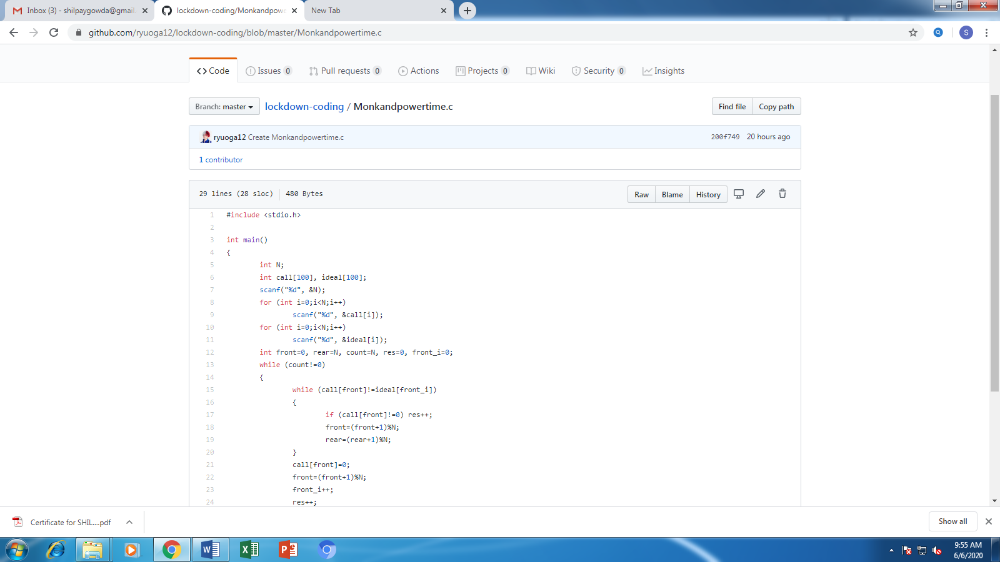 Inbox (3) - shilpaygowda@gmail.
lockdown-coding/Monkandpowe
New Tab
github.com/ryuoga12/lockdown-coding/blob/master/Monkandpowertime.c
S
Code Issues 0 Pull requests 0 Actions Projects 0 Wiki Security 0 Insights
Branch: master lockdown-coding / Monkandpowertime.c Find file Copy path
ryuoga12 Create Monkandpowertime.c 200f749 20 hours ago
1 contributor
29 lines (28 sloc) 480 Bytes Raw Blame History
1 #include <stdio.h>
2
3 int main()
4 {
5 int N;
6 int call[100], ideal[100];
7 scanf("%d", &N);
8 for (int i=0;i<N;i++)
9 scanf("%d", &call[i]);
10 for (int i=0;i<N;i++)
11 scanf("%d", &ideal[i]);
12 int front=0, rear=N, count=N, res=0, front_i=0;
13 while (count!=0)
14 {
15 while (call[front]!=ideal[front_i])
16 {
17 if (call[front]!=0) res++;
18 front=(front+1)%N;
19 rear=(rear+1)%N;
20 }
21 call[front]=0;
22 front=(front+1)%N;
23 front_i++;
24 res++;
Certificate for SHIL....pdf Show all
9:55 AM
6/6/2020